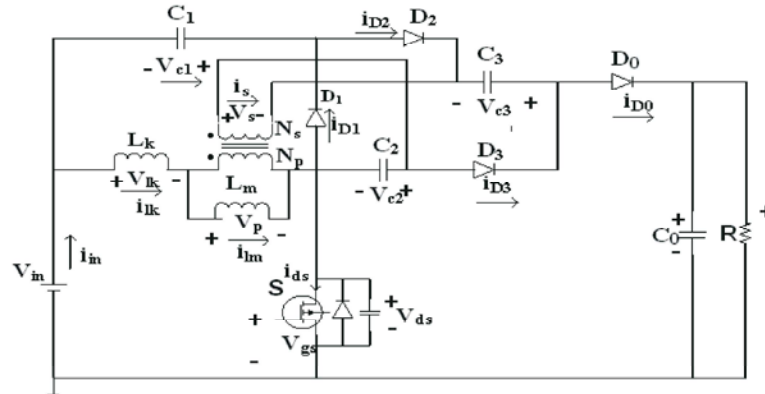 C1
iD2
D2
- Vc1 +
C3
D0
is
+ Vs -
D1
- Vc3 +
iD0
Ns
iD1
Lk
Np
C2
D3
+ Vlk -
Lm
- Vc2 +
iD3
ilk
Vp
+ -
ilm
+
C0
-
R
+
-
iin
Vin
ids
S
+
Vds
-
+
Vgs
-